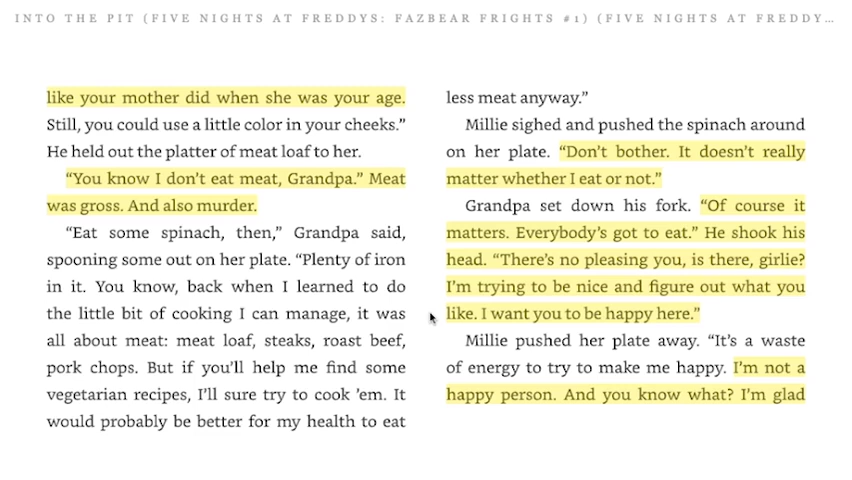 INTO THE PIT (FIVE NIGHTS AT FREDDYS: FAZBEAR FRIGHTS #1) (FIVE NIGHTS AT FREDDY...
like your mother did when she was your age.
Still, you could use a little color in your cheeks.”
He held out the platter of meat loaf to her.
“You know I don’t eat meat, Grandpa.” Meat
was gross. And also murder.
“Eat some spinach, then,” Grandpa said,
spooning some out on her plate. “Plenty of iron
in it. You know, back when I learned to do
the little bit of cooking I can manage, it was
all about meat: meat loaf, steaks, roast beef,
pork chops. But if you’ll help me find some
vegetarian recipes, I’ll sure try to cook ’em. It
would probably be better for my health to eat
less meat anyway.”
Millie sighed and pushed the spinach around
on her plate. “Don’t bother. It doesn’t really
matter whether I eat or not.”
Grandpa set down his fork. “Of course it
matters. Everybody’s got to eat.” He shook his
head. “There’s no pleasing you, is there, girlie?
I’m trying to be nice and figure out what you
like. I want you to be happy here.”
Millie pushed her plate away. “It’s a waste
of energy to try to make me happy. I’m not a
happy person. And you know what? I’m glad